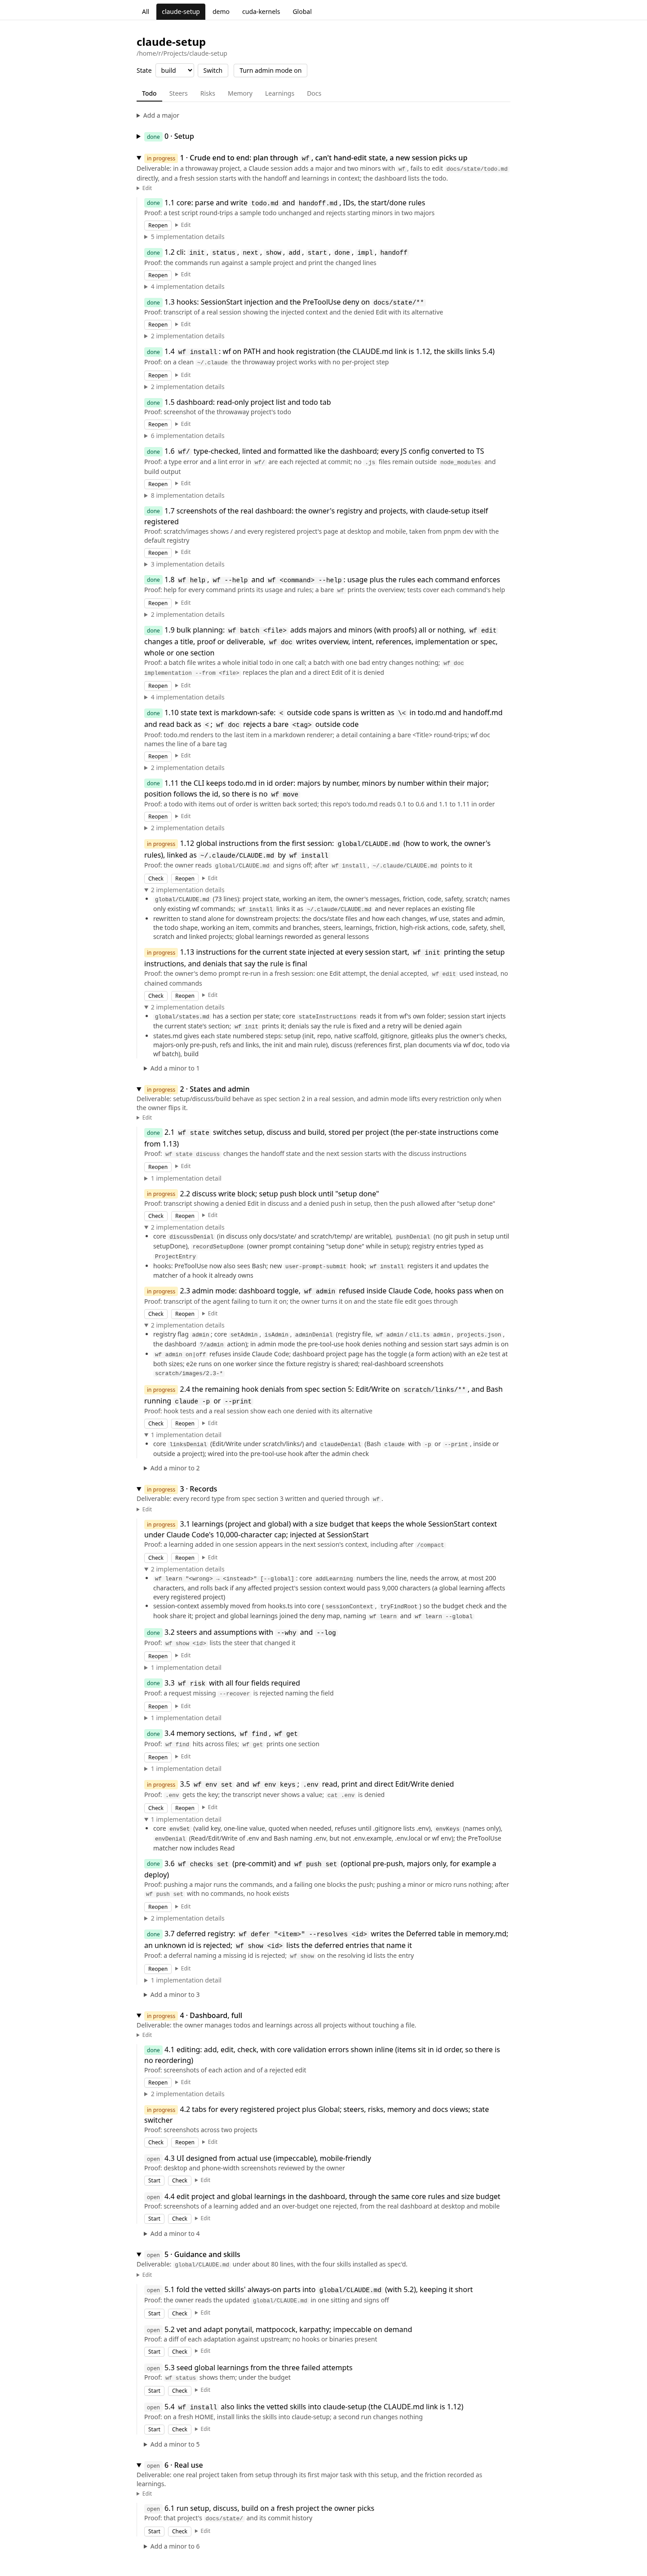 All claude-setup demo cuda-kernels Global
claude-setup
/home/r/Projects/claude-setup
State build Switch Turn admin mode on
Todo Steers Risks Memory Learnings Docs
Add a major
done 0 · Setup
in progress 1 · Crude end to end: plan through wf, can't hand-edit state, a new session picks up
Deliverable: in a throwaway project, a Claude session adds a major and two minors with wf, fails to edit docs/state/todo.md
directly, and a fresh session starts with the handoff and learnings in context; the dashboard lists the todo.
Edit
done 1.1 core: parse and write todo.md and handoff.md, IDs, the start/done rules
Proof: a test script round-trips a sample todo unchanged and rejects starting minors in two majors
Reopen Edit
5 implementation details
done 1.2 cli: init, status, next, show, add, start, done, impl, handoff
Proof: the commands run against a sample project and print the changed lines
Reopen Edit
4 implementation details
done 1.3 hooks: SessionStart injection and the PreToolUse deny on docs/state/**
Proof: transcript of a real session showing the injected context and the denied Edit with its alternative
Reopen Edit
2 implementation details
done 1.4 wf install: wf on PATH and hook registration (the CLAUDE.md link is 1.12, the skills links 5.4)
Proof: on a clean ~/.claude the throwaway project works with no per-project step
Reopen Edit
2 implementation details
done 1.5 dashboard: read-only project list and todo tab
Proof: screenshot of the throwaway project's todo
Reopen Edit
6 implementation details
done 1.6 wf/ type-checked, linted and formatted like the dashboard; every JS config converted to TS
Proof: a type error and a lint error in wf/ are each rejected at commit; no .js files remain outside node_modules and
build output
Reopen Edit
8 implementation details
done 1.7 screenshots of the real dashboard: the owner's registry and projects, with claude-setup itself
registered
Proof: scratch/images shows / and every registered project's page at desktop and mobile, taken from pnpm dev with the
default registry
Reopen Edit
3 implementation details
done 1.8 wf help, wf --help and wf <command> --help: usage plus the rules each command enforces
Proof: help for every command prints its usage and rules; a bare wf prints the overview; tests cover each command's help
Reopen Edit
2 implementation details
done 1.9 bulk planning: wf batch <file> adds majors and minors (with proofs) all or nothing, wf edit
changes a title, proof or deliverable, wf doc writes overview, intent, references, implementation or spec,
whole or one section
Proof: a batch file writes a whole initial todo in one call; a batch with one bad entry changes nothing; wf doc
implementation --from <file> replaces the plan and a direct Edit of it is denied
Reopen Edit
4 implementation details
done 1.10 state text is markdown-safe: < outside code spans is written as \< in todo.md and handoff.md
and read back as <; wf doc rejects a bare <tag> outside code
Proof: todo.md renders to the last item in a markdown renderer; a detail containing a bare <Title> round-trips; wf doc
names the line of a bare tag
Reopen Edit
2 implementation details
done 1.11 the CLI keeps todo.md in id order: majors by number, minors by number within their major;
position follows the id, so there is no wf move
Proof: a todo with items out of order is written back sorted; this repo's todo.md reads 0.1 to 0.6 and 1.1 to 1.11 in order
Reopen Edit
2 implementation details
in progress 1.12 global instructions from the first session: global/CLAUDE.md (how to work, the owner's
rules), linked as ~/.claude/CLAUDE.md by wf install
Proof: the owner reads global/CLAUDE.md and signs off; after wf install, ~/.claude/CLAUDE.md points to it
Check Reopen Edit
2 implementation details
global/CLAUDE.md (73 lines): project state, working an item, the owner's messages, friction, code, safety, scratch; names
only existing wf commands; wf install links it as ~/.claude/CLAUDE.md and never replaces an existing file
rewritten to stand alone for downstream projects: the docs/state files and how each changes, wf use, states and admin,
the todo shape, working an item, commits and branches, steers, learnings, friction, high-risk actions, code, safety, shell,
scratch and linked projects; global learnings reworded as general lessons
in progress 1.13 instructions for the current state injected at every session start, wf init printing the setup
instructions, and denials that say the rule is final
Proof: the owner's demo prompt re-run in a fresh session: one Edit attempt, the denial accepted, wf edit used instead, no
chained commands
Check Reopen Edit
2 implementation details
global/states.md has a section per state; core stateInstructions reads it from wf's own folder; session start injects
the current state's section; wf init prints it; denials say the rule is fixed and a retry will be denied again
states.md gives each state numbered steps: setup (init, repo, native scaffold, gitignore, gitleaks plus the owner's checks,
majors-only pre-push, refs and links, the init and main rule), discuss (references first, plan documents via wf doc, todo via
wf batch), build
Add a minor to 1
in progress 2 · States and admin
Deliverable: setup/discuss/build behave as spec section 2 in a real session, and admin mode lifts every restriction only when
the owner flips it.
Edit
done 2.1 wf state switches setup, discuss and build, stored per project (the per-state instructions come
from 1.13)
Proof: wf state discuss changes the handoff state and the next session starts with the discuss instructions
Reopen Edit
1 implementation detail
in progress 2.2 discuss write block; setup push block until "setup done"
Proof: transcript showing a denied Edit in discuss and a denied push in setup, then the push allowed after "setup done"
Check Reopen Edit
2 implementation details
core discussDenial (in discuss only docs/state/ and scratch/temp/ are writable), pushDenial (no git push in setup until
setupDone), recordSetupDone (owner prompt containing "setup done" while in setup); registry entries typed as
ProjectEntry
hooks: PreToolUse now also sees Bash; new user-prompt-submit hook; wf install registers it and updates the
matcher of a hook it already owns
in progress 2.3 admin mode: dashboard toggle, wf admin refused inside Claude Code, hooks pass when on
Proof: transcript of the agent failing to turn it on; the owner turns it on and the state file edit goes through
Check Reopen Edit
2 implementation details
registry flag admin; core setAdmin, isAdmin, adminDenial (registry file, wf admin / cli.ts admin, projects.json,
the dashboard ?/admin action); in admin mode the pre-tool-use hook denies nothing and session start says admin is on
wf admin on|off refuses inside Claude Code; dashboard project page has the toggle (a form action) with an e2e test at
both sizes; e2e runs on one worker since the fixture registry is shared; real-dashboard screenshots
scratch/images/2.3-*
in progress 2.4 the remaining hook denials from spec section 5: Edit/Write on scratch/links/**, and Bash
running claude -p or --print
Proof: hook tests and a real session show each one denied with its alternative
Check Reopen Edit
1 implementation detail
core linksDenial (Edit/Write under scratch/links/) and claudeDenial (Bash claude with -p or --print, inside or
outside a project); wired into the pre-tool-use hook after the admin check
Add a minor to 2
in progress 3 · Records
Deliverable: every record type from spec section 3 written and queried through wf.
Edit
in progress 3.1 learnings (project and global) with a size budget that keeps the whole SessionStart context
under Claude Code's 10,000-character cap; injected at SessionStart
Proof: a learning added in one session appears in the next session's context, including after /compact
Check Reopen Edit
2 implementation details
wf learn "<wrong> → <instead>" [--global]: core addLearning numbers the line, needs the arrow, at most 200
characters, and rolls back if any affected project's session context would pass 9,000 characters (a global learning affects
every registered project)
session-context assembly moved from hooks.ts into core (sessionContext, tryFindRoot) so the budget check and the
hook share it; project and global learnings joined the deny map, naming wf learn and wf learn --global
done 3.2 steers and assumptions with --why and --log
Proof: wf show <id> lists the steer that changed it
Reopen Edit
1 implementation detail
done 3.3 wf risk with all four fields required
Proof: a request missing --recover is rejected naming the field
Reopen Edit
1 implementation detail
done 3.4 memory sections, wf find, wf get
Proof: wf find hits across files; wf get prints one section
Reopen Edit
1 implementation detail
in progress 3.5 wf env set and wf env keys; .env read, print and direct Edit/Write denied
Proof: .env gets the key; the transcript never shows a value; cat .env is denied
Check Reopen Edit
1 implementation detail
core envSet (valid key, one-line value, quoted when needed, refuses until .gitignore lists .env), envKeys (names only),
envDenial (Read/Edit/Write of .env and Bash naming .env, but not .env.example, .env.local or wf env); the PreToolUse
matcher now includes Read
done 3.6 wf checks set (pre-commit) and wf push set (optional pre-push, majors only, for example a
deploy)
Proof: pushing a major runs the commands, and a failing one blocks the push; pushing a minor or micro runs nothing; after
wf push set with no commands, no hook exists
Reopen Edit
2 implementation details
done 3.7 deferred registry: wf defer "<item>" --resolves <id> writes the Deferred table in memory.md;
an unknown id is rejected; wf show <id> lists the deferred entries that name it
Proof: a deferral naming a missing id is rejected; wf show on the resolving id lists the entry
Reopen Edit
1 implementation detail
Add a minor to 3
in progress 4 · Dashboard, full
Deliverable: the owner manages todos and learnings across all projects without touching a file.
Edit
done 4.1 editing: add, edit, check, with core validation errors shown inline (items sit in id order, so there is
no reordering)
Proof: screenshots of each action and of a rejected edit
Reopen Edit
2 implementation details
in progress 4.2 tabs for every registered project plus Global; steers, risks, memory and docs views; state
switcher
Proof: screenshots across two projects
Check Reopen Edit
open 4.3 UI designed from actual use (impeccable), mobile-friendly
Proof: desktop and phone-width screenshots reviewed by the owner
Start Check Edit
open 4.4 edit project and global learnings in the dashboard, through the same core rules and size budget
Proof: screenshots of a learning added and an over-budget one rejected, from the real dashboard at desktop and mobile
Start Check Edit
Add a minor to 4
open 5 · Guidance and skills
Deliverable: global/CLAUDE.md under about 80 lines, with the four skills installed as spec'd.
Edit
open 5.1 fold the vetted skills' always-on parts into global/CLAUDE.md (with 5.2), keeping it short
Proof: the owner reads the updated global/CLAUDE.md in one sitting and signs off
Start Check Edit
open 5.2 vet and adapt ponytail, mattpocock, karpathy; impeccable on demand
Proof: a diff of each adaptation against upstream; no hooks or binaries present
Start Check Edit
open 5.3 seed global learnings from the three failed attempts
Proof: wf status shows them; under the budget
Start Check Edit
open 5.4 wf install also links the vetted skills into claude-setup (the CLAUDE.md link is 1.12)
Proof: on a fresh HOME, install links the skills into claude-setup; a second run changes nothing
Start Check Edit
Add a minor to 5
open 6 · Real use
Deliverable: one real project taken from setup through its first major task with this setup, and the friction recorded as
learnings.
Edit
open 6.1 run setup, discuss, build on a fresh project the owner picks
Proof: that project's docs/state/ and its commit history
Start Check Edit
Add a minor to 6